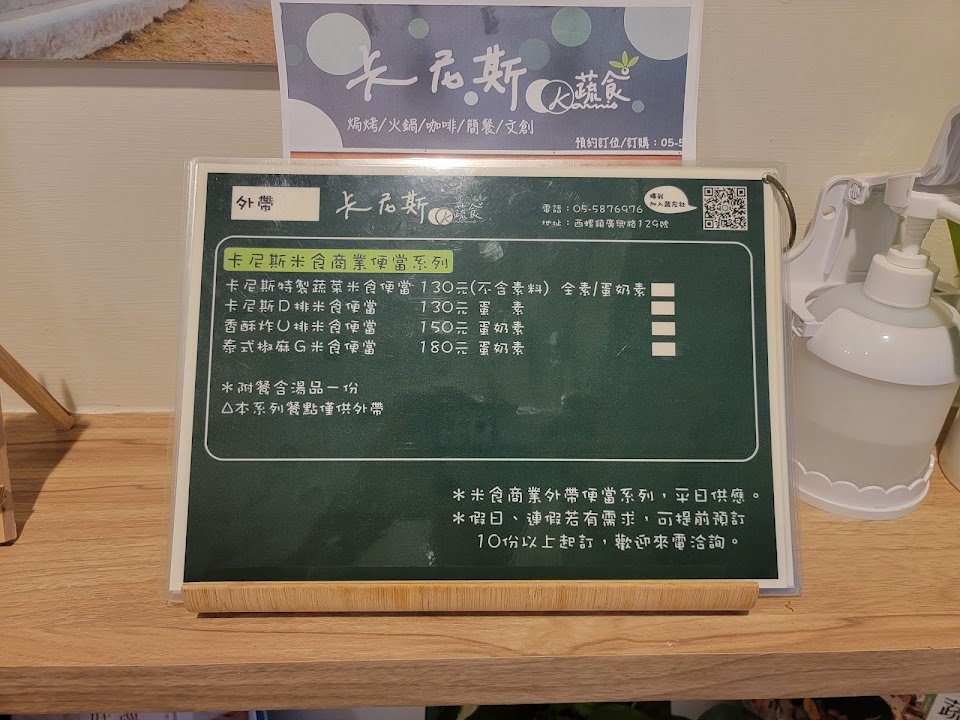 卡尼斯 蔬食
Kannis
焗烤/火鍋/咖啡/簡餐/文創
預約訂位/訂購：05-5
外帶
卡尼斯 蔬食
電話：05-5876976
地址：西螺鎮廣興路129號
掃我
加入蔬友社
卡尼斯米食商業便當系列
卡尼斯特製蔬菜米食便當 130元(不含素料) 全素/蛋奶素
卡尼斯D排米食便當 130元 蛋 素
香酥炸U排米食便當 150元 蛋奶素
泰式椒麻G米食便當 180元 蛋奶素
＊附餐含湯品一份
△本系列餐點僅供外帶
＊米食商業外帶便當系列，平日供應。
＊假日、連假若有需求，可提前預訂
10份以上起訂，歡迎來電洽詢。